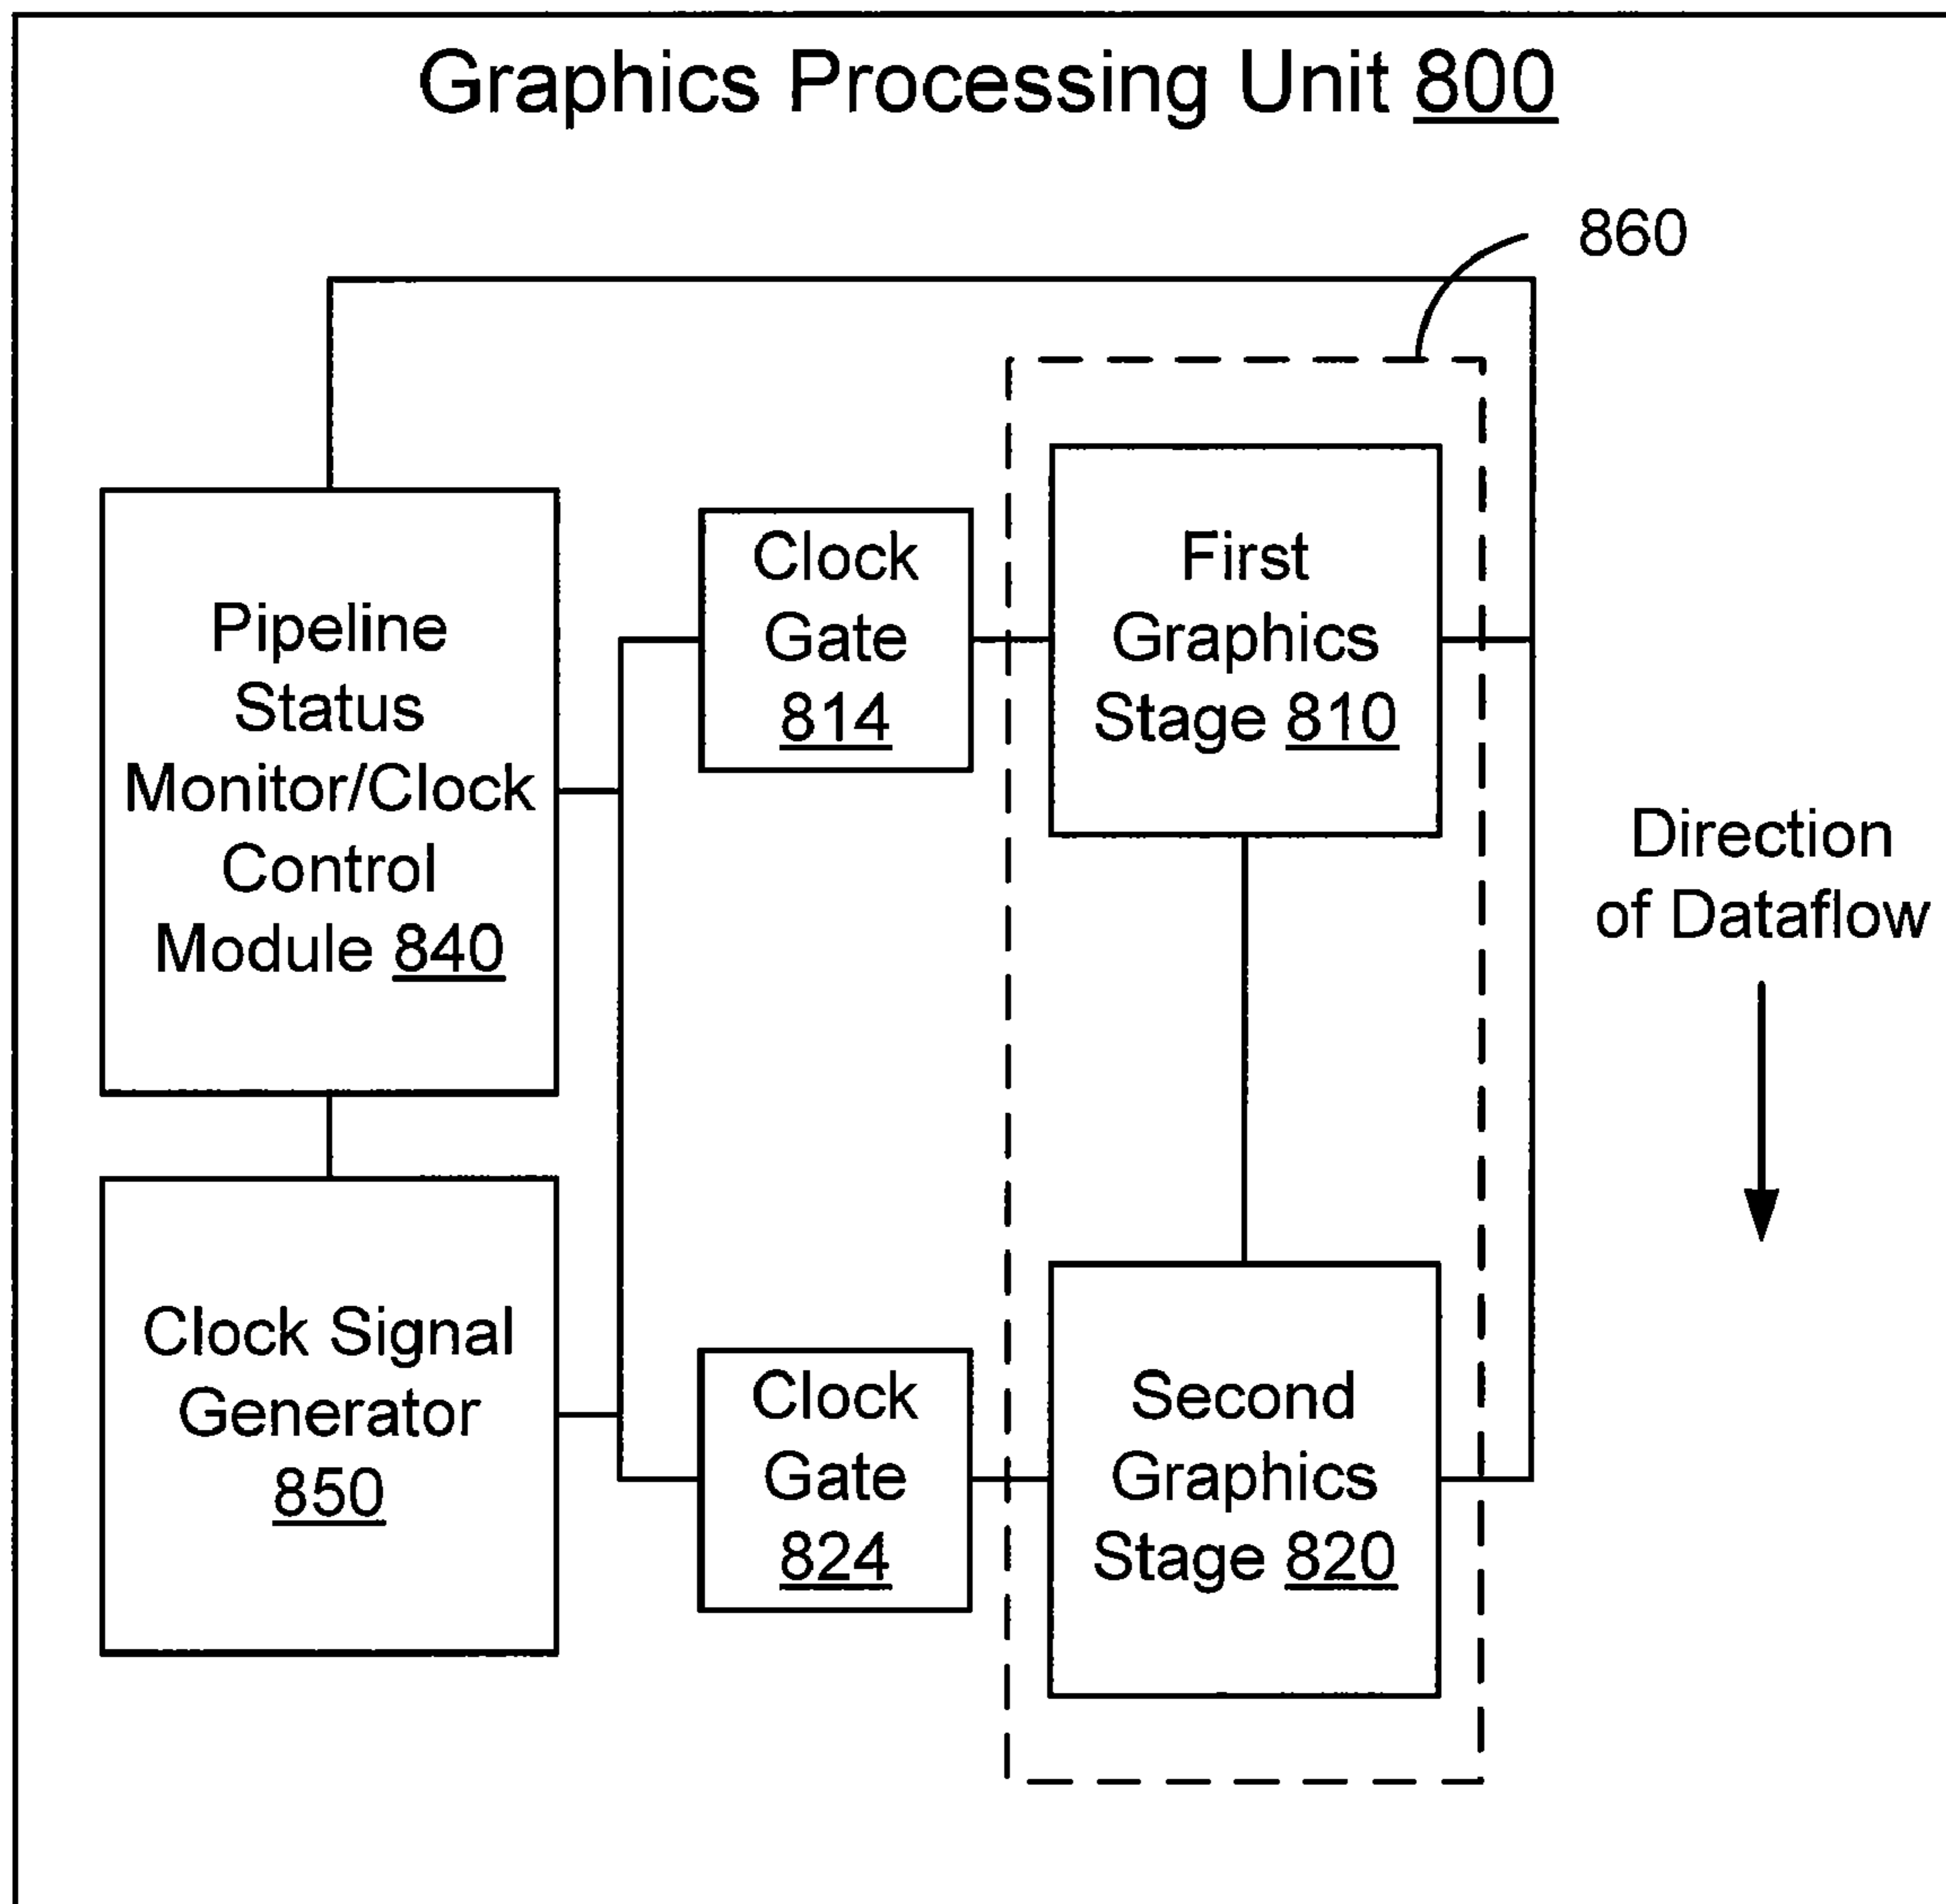 Graphics Processing Unit 800
860
Pipeline
Status
Monitor/Clock
Control
Module 840
Clock
Gate
814
First
Graphics
Stage 810
Direction
of Dataflow
Clock Signal
Generator
850
Clock
Gate
824
Second
Graphics
Stage 820